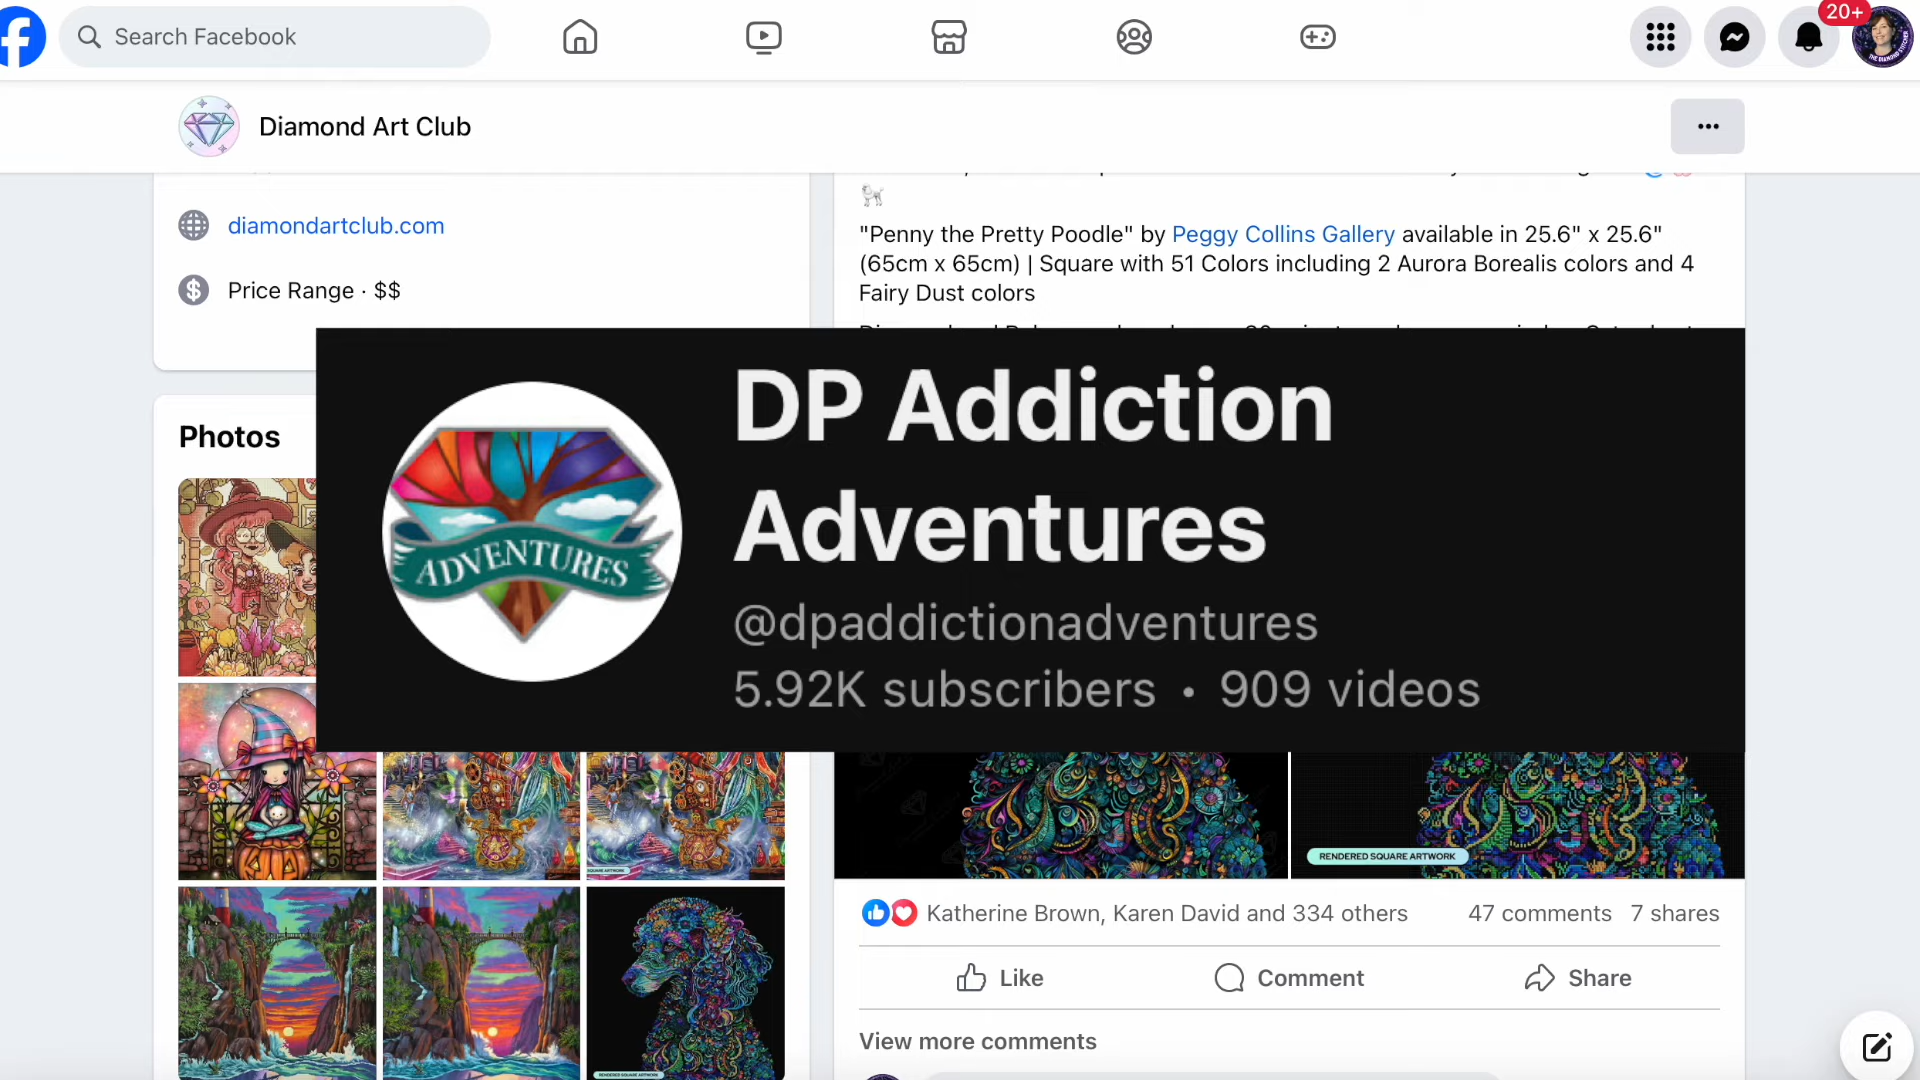 Search Facebook
20+
Diamond Art Club
diamondartclub.com
Price Range · $$
Photos
"Penny the Pretty Poodle" by Peggy Collins Gallery available in 25.6" x 25.6"
(65cm x 65cm) | Square with 51 Colors including 2 Aurora Borealis colors and 4
Fairy Dust colors
ADVENTURES
DP Addiction
Adventures
@dpaddictionadventures
5.92K subscribers • 909 videos
RENDERED SQUARE ARTWORK
Katherine Brown, Karen David and 334 others
47 comments 7 shares
Like
Comment
Share
View more comments
RENDERED SQUARE ARTWORK